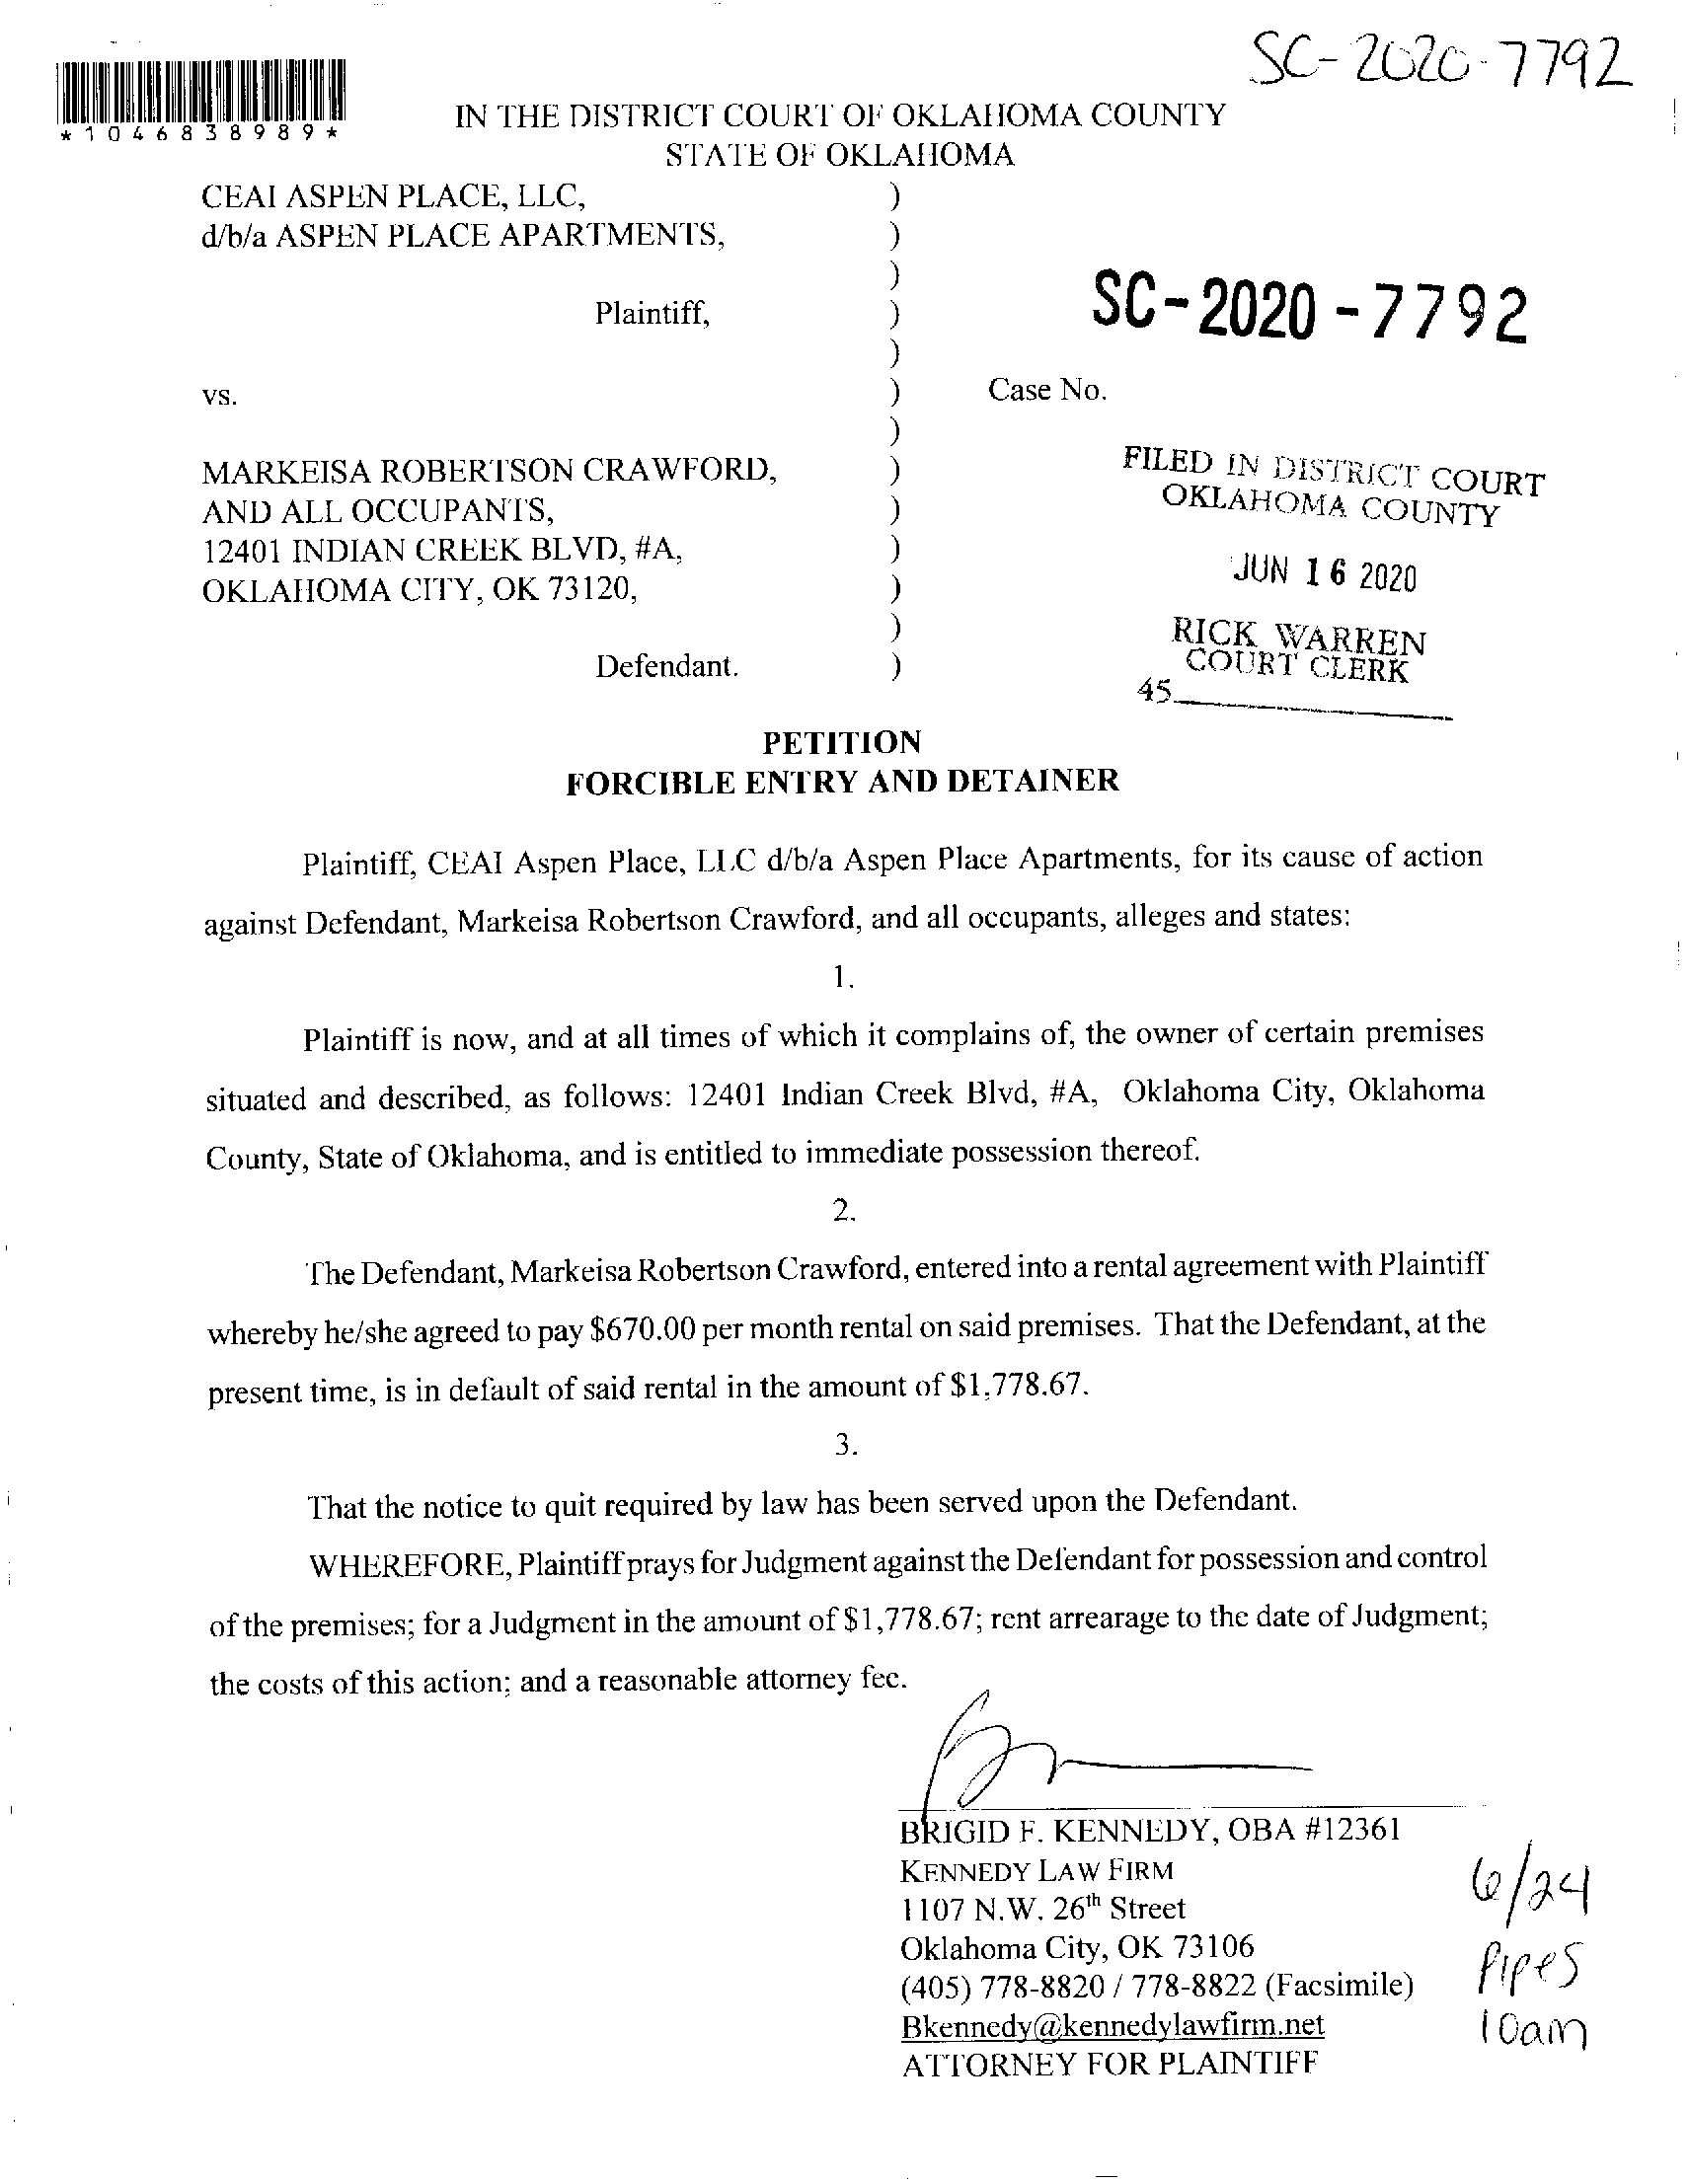 SC-2020-7792
*1046838989*
IN THE DISTRICT COURT OF OKLAHOMA COUNTY
STATE OF OKLAHOMA
CEAI ASPEN PLACE, LLC, )
d/b/a ASPEN PLACE APARTMENTS, )
)
Plaintiff, )
SC-2020-7792
)
vs. ) Case No.
)
MARKEISA ROBERTSON CRAWFORD, )
AND ALL OCCUPANTS, )
12401 INDIAN CREEK BLVD, #A, )
OKLAHOMA CITY, OK 73120, )
)
Defendant. )
FILED IN DISTRICT COURT
OKLAHOMA COUNTY
JUN 16 2020
RICK WARREN
COURT CLERK
45
PETITION
FORCIBLE ENTRY AND DETAINER
Plaintiff, CEAI Aspen Place, LLC d/b/a Aspen Place Apartments, for its cause of action
against Defendant, Markeisa Robertson Crawford, and all occupants, alleges and states:
1.
Plaintiff is now, and at all times of which it complains of, the owner of certain premises
situated and described, as follows: 12401 Indian Creek Blvd, #A, Oklahoma City, Oklahoma
County, State of Oklahoma, and is entitled to immediate possession thereof.
2.
The Defendant, Markeisa Robertson Crawford, entered into a rental agreement with Plaintiff
whereby he/she agreed to pay $670.00 per month rental on said premises. That the Defendant, at the
present time, is in default of said rental in the amount of $1,778.67.
3.
That the notice to quit required by law has been served upon the Defendant.
WHEREFORE, Plaintiff prays for Judgment against the Defendant for possession and control
of the premises; for a Judgment in the amount of $1,778.67; rent arrearage to the date of Judgment;
the costs of this action; and a reasonable attorney fee.
BRIGID F. KENNEDY, OBA #12361
KENNEDY LAW FIRM
1107 N.W. 26th Street
Oklahoma City, OK 73106
(405) 778-8820 / 778-8822 (Facsimile)
Bkennedy@kennedylawfirm.net
ATTORNEY FOR PLAINTIFF
6/24
Pipes
10am